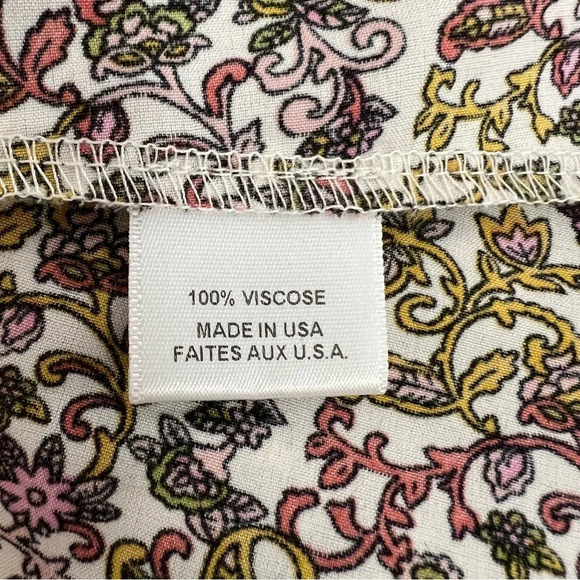 100% VISCOSE
MADE IN USA
FAITES AUX U.S.A.